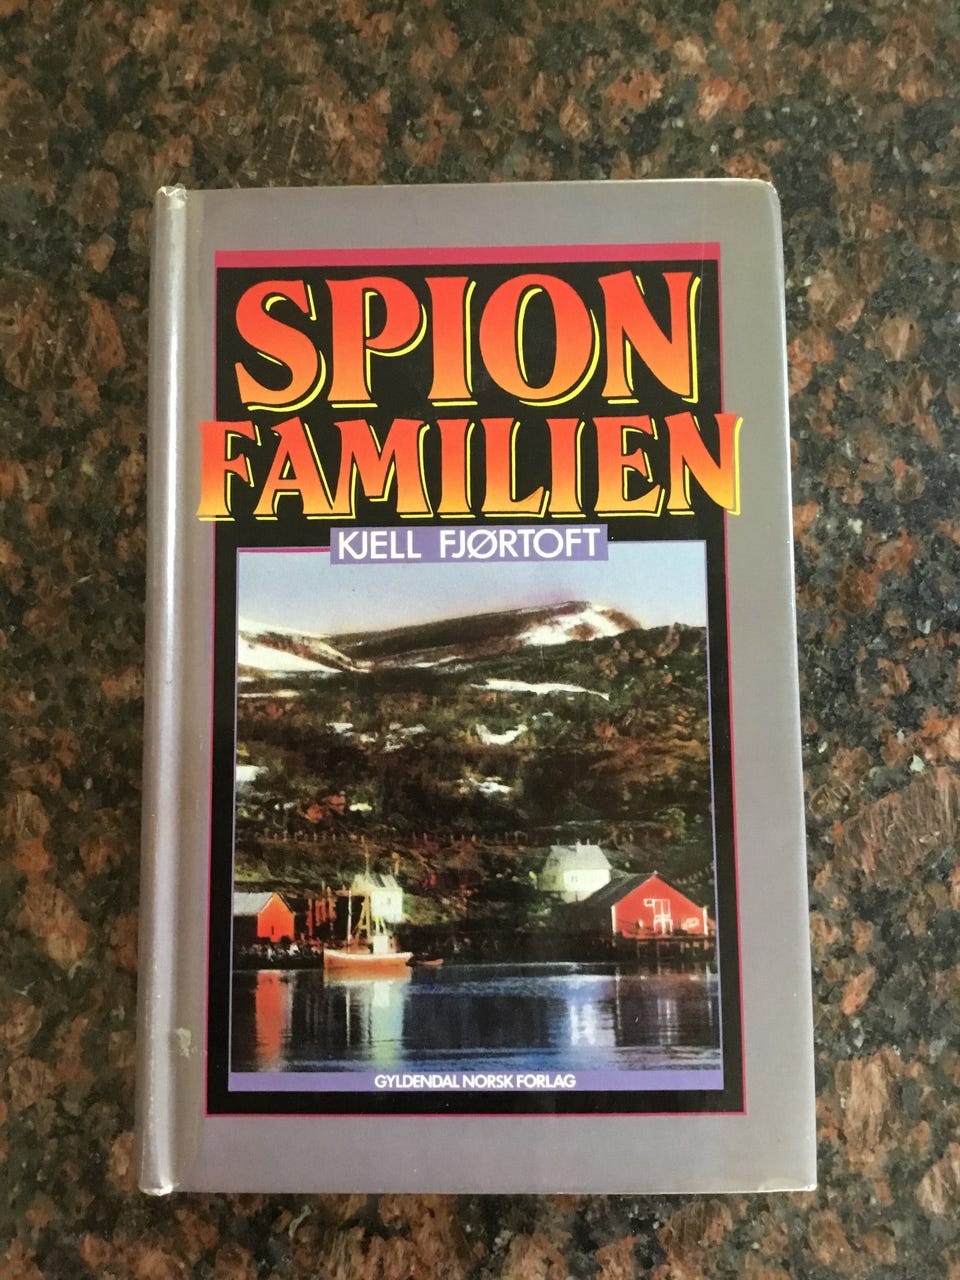 SPION
FAMILIEN
KJELL FJØRTOFT
GYLDENDAL NORSK FORLAG